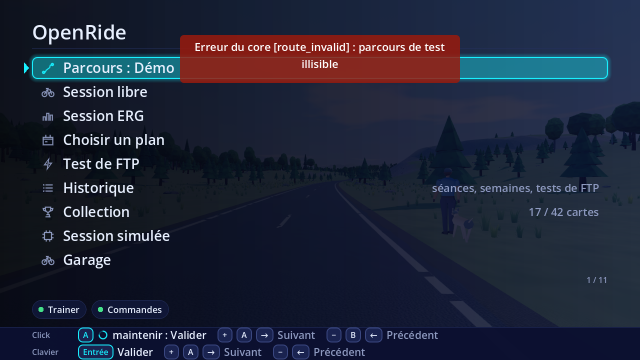 OpenRide
Erreur du core [route_invalid] : parcours de test
illisible
Parcours : Démo
Session libre
Session ERG
Choisir un plan
Test de FTP
Historique séances, semaines, tests de FTP
Collection 17 / 42 cartes
Session simulée
Garage
1 / 11
Trainer Commandes
Click A maintenir : Valider + A → Suivant − B ← Précédent
Clavier Entrée Valider + A → Suivant − ← Précédent